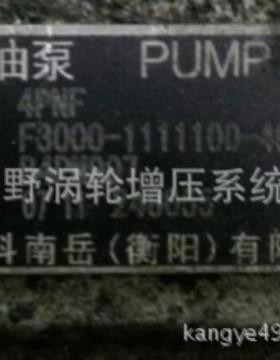 油泵 PUMP
4PNF
F3000-1111100-
野涡轮增压系统
科南岳(衡阳)有限
kangye49